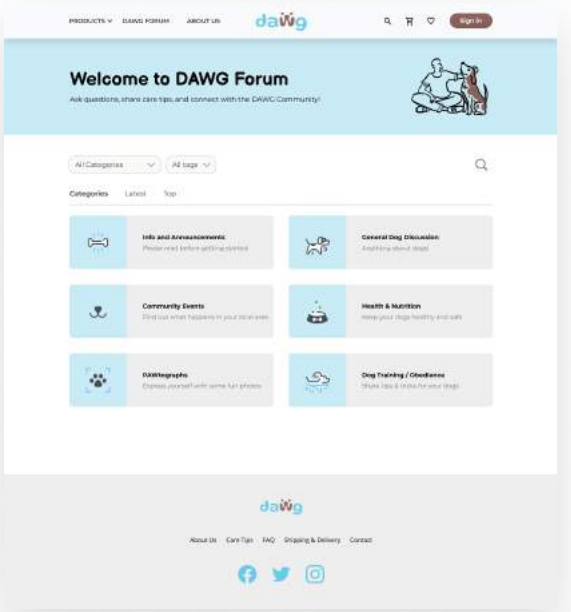 PRODUCTS DAWG FORUM ABOUT US dawg Sign in
Welcome to DAWG Forum
Ask questions, share care tips, and connect with the DAWG Community!
All Categories All tags
Categories Latest Top
Info and Announcements
Please read before getting started
General Dog Discussion
Anything about dogs!
Community Events
Find out what happens in your local area
Health & Nutrition
Keep your dogs healthy and safe
PAWtographs
Express yourself with some fun photos
Dog Training / Obedience
Share tips & tricks for your dogs
dawg
About Us Care Tips FAQ Shipping & Delivery Contact